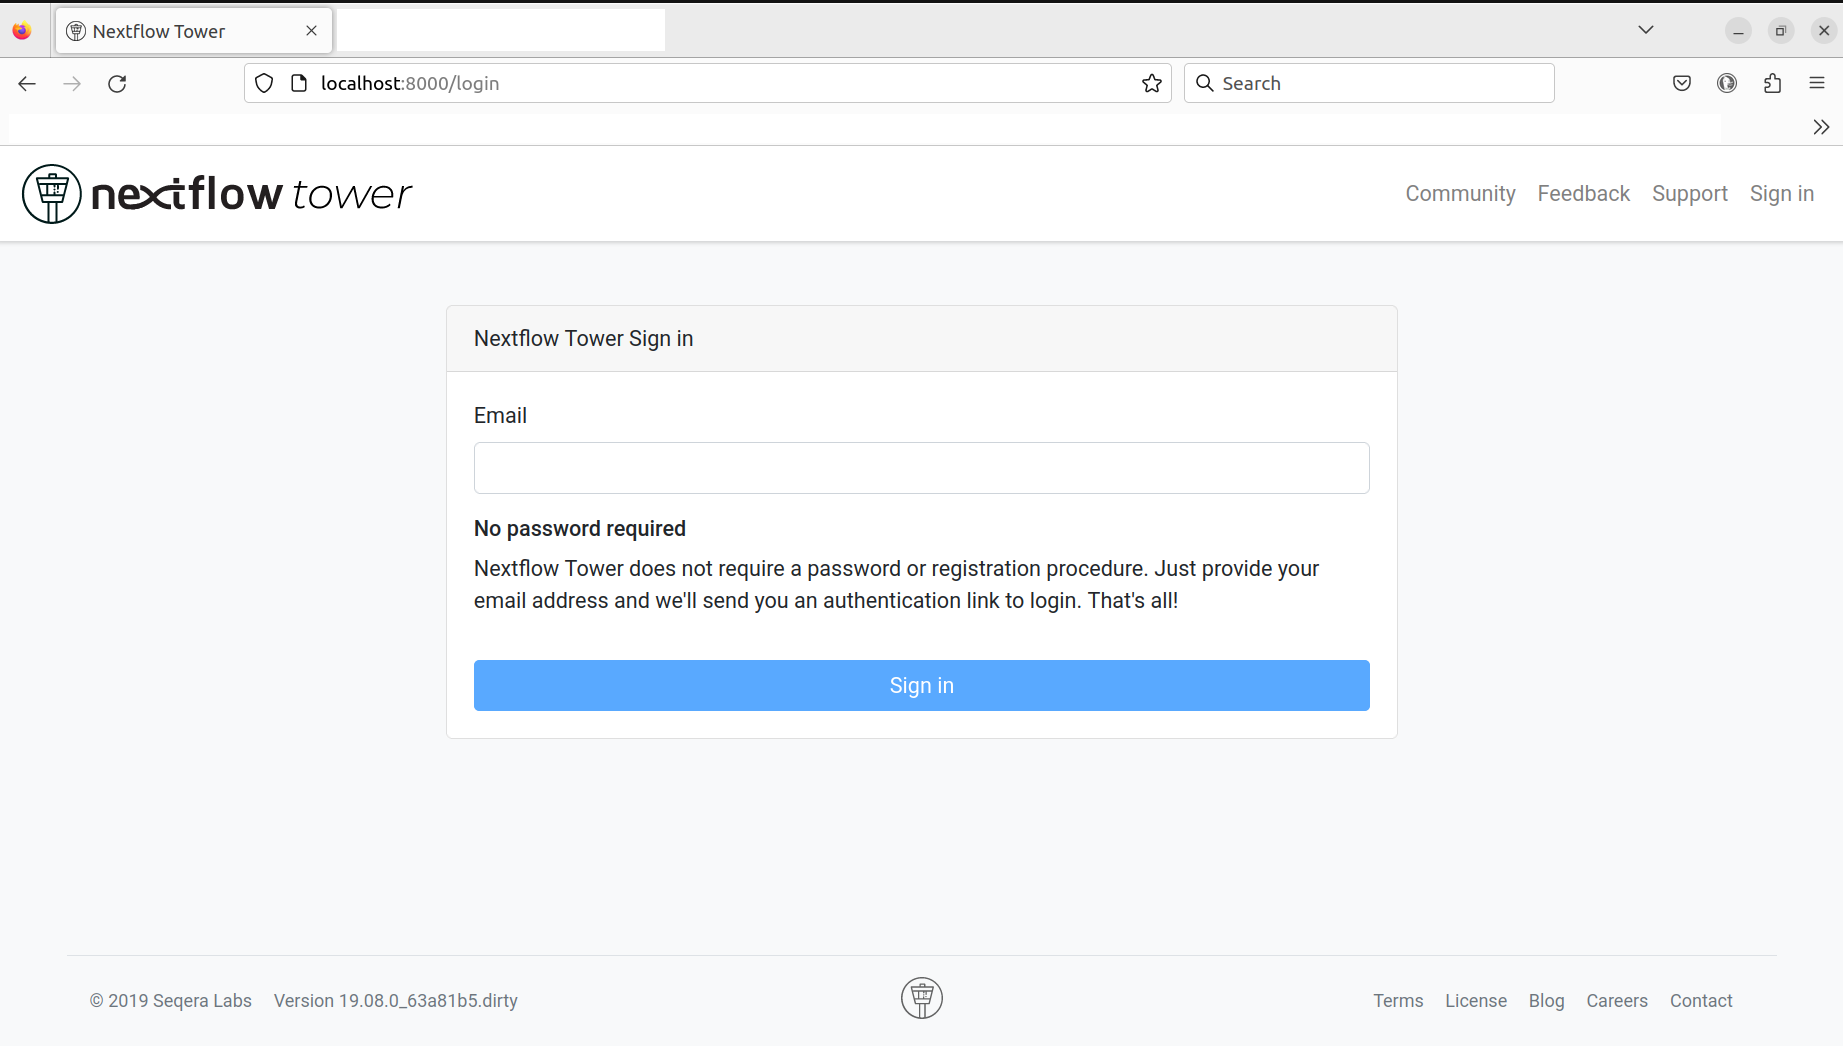 Nextflow Tower
localhost:8000/login
Search
nextflow tower
Community Feedback Support Sign in
Nextflow Tower Sign in
Email
No password required
Nextflow Tower does not require a password or registration procedure. Just provide your
email address and we'll send you an authentication link to login. That's all!
Sign in
© 2019 Seqera Labs Version 19.08.0_63a81b5.dirty
Terms License Blog Careers Contact